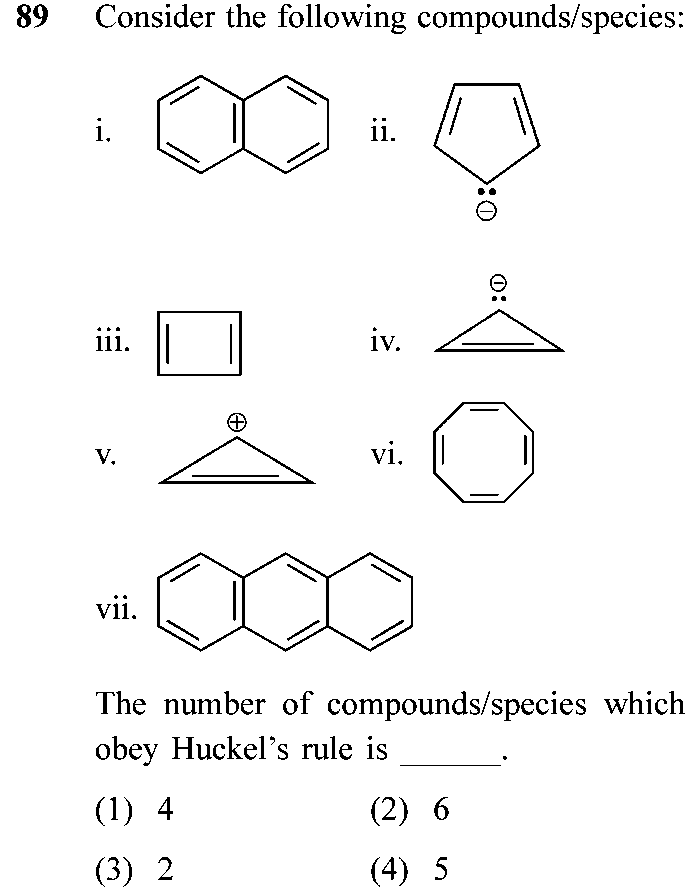 89 Consider the following compounds/species:
i. ii.
⊖
⊖
iii. iv.
⊕
v. vi.
vii.
The number of compounds/species which
obey Huckel's rule is ______.
(1) 4 (2) 6
(3) 2 (4) 5